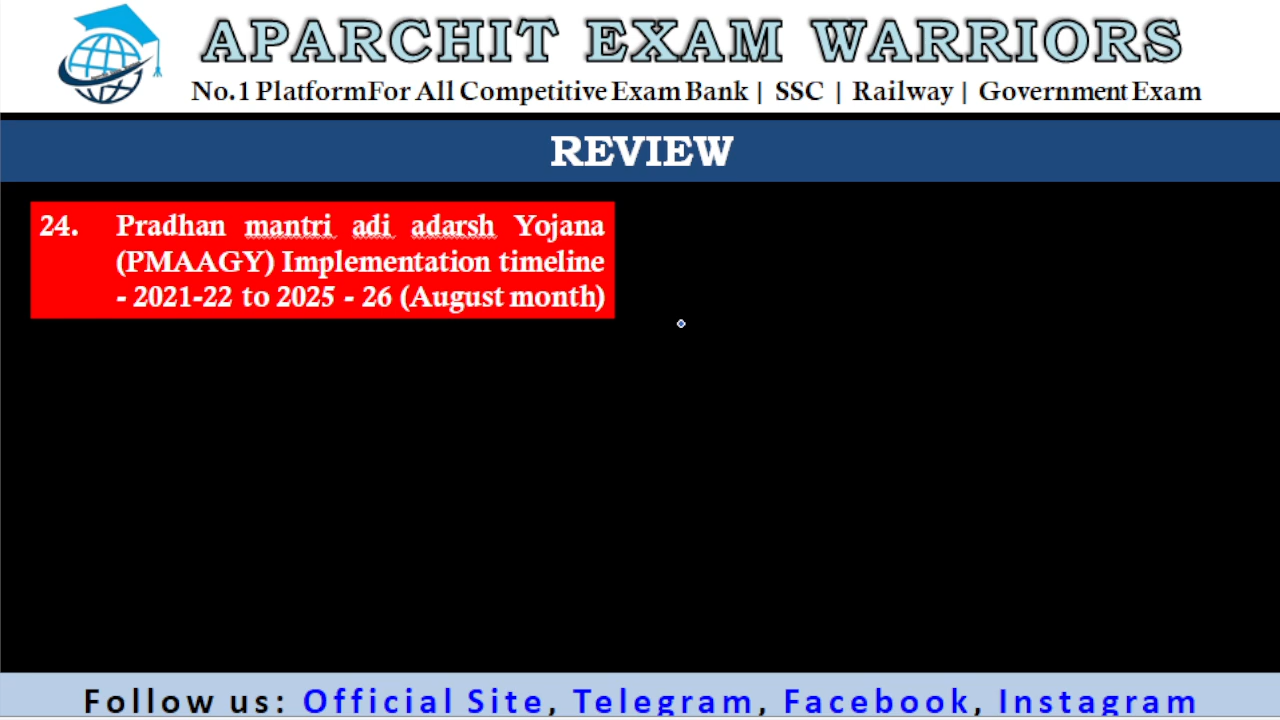 APARCHIT EXAM WARRIORS
No.1 PlatformFor All Competitive Exam Bank | SSC | Railway | Government Exam
REVIEW
24. Pradhan mantri adi adarsh Yojana
(PMAAGY) Implementation timeline
- 2021-22 to 2025 - 26 (August month)
Follow us: Official Site, Telegram, Facebook, Instagram